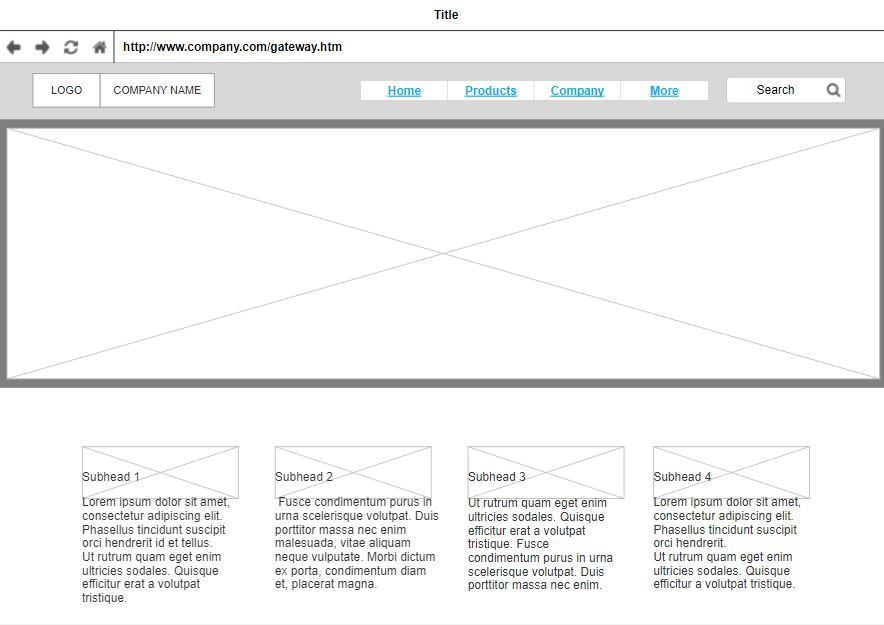 Title
http://www.company.com/gateway.htm
LOGO COMPANY NAME Home Products Company More Search
Subhead 1
Lorem ipsum dolor sit amet,
consectetur adipiscing elit.
Phasellus tincidunt suscipit
orci hendrerit id et tellus.
Ut rutrum quam eget enim
ultricies sodales. Quisque
efficitur erat a volutpat
tristique.
Subhead 2
Fusce condimentum purus in
urna scelerisque volutpat. Duis
porttitor massa nec enim
malesuada, vitae aliquam
neque vulputate. Morbi dictum
ex porta, condimentum diam
et, placerat magna.
Subhead 3
Ut rutrum quam eget enim
ultricies sodales. Quisque
efficitur erat a volutpat
tristique. Fusce
condimentum purus in urna
scelerisque volutpat. Duis
porttitor massa nec enim.
Subhead 4
Lorem ipsum dolor sit amet,
consectetur adipiscing elit.
Phasellus tincidunt suscipit
orci hendrerit.
Ut rutrum quam eget enim
ultricies sodales. Quisque
efficitur a volutpat tristique.